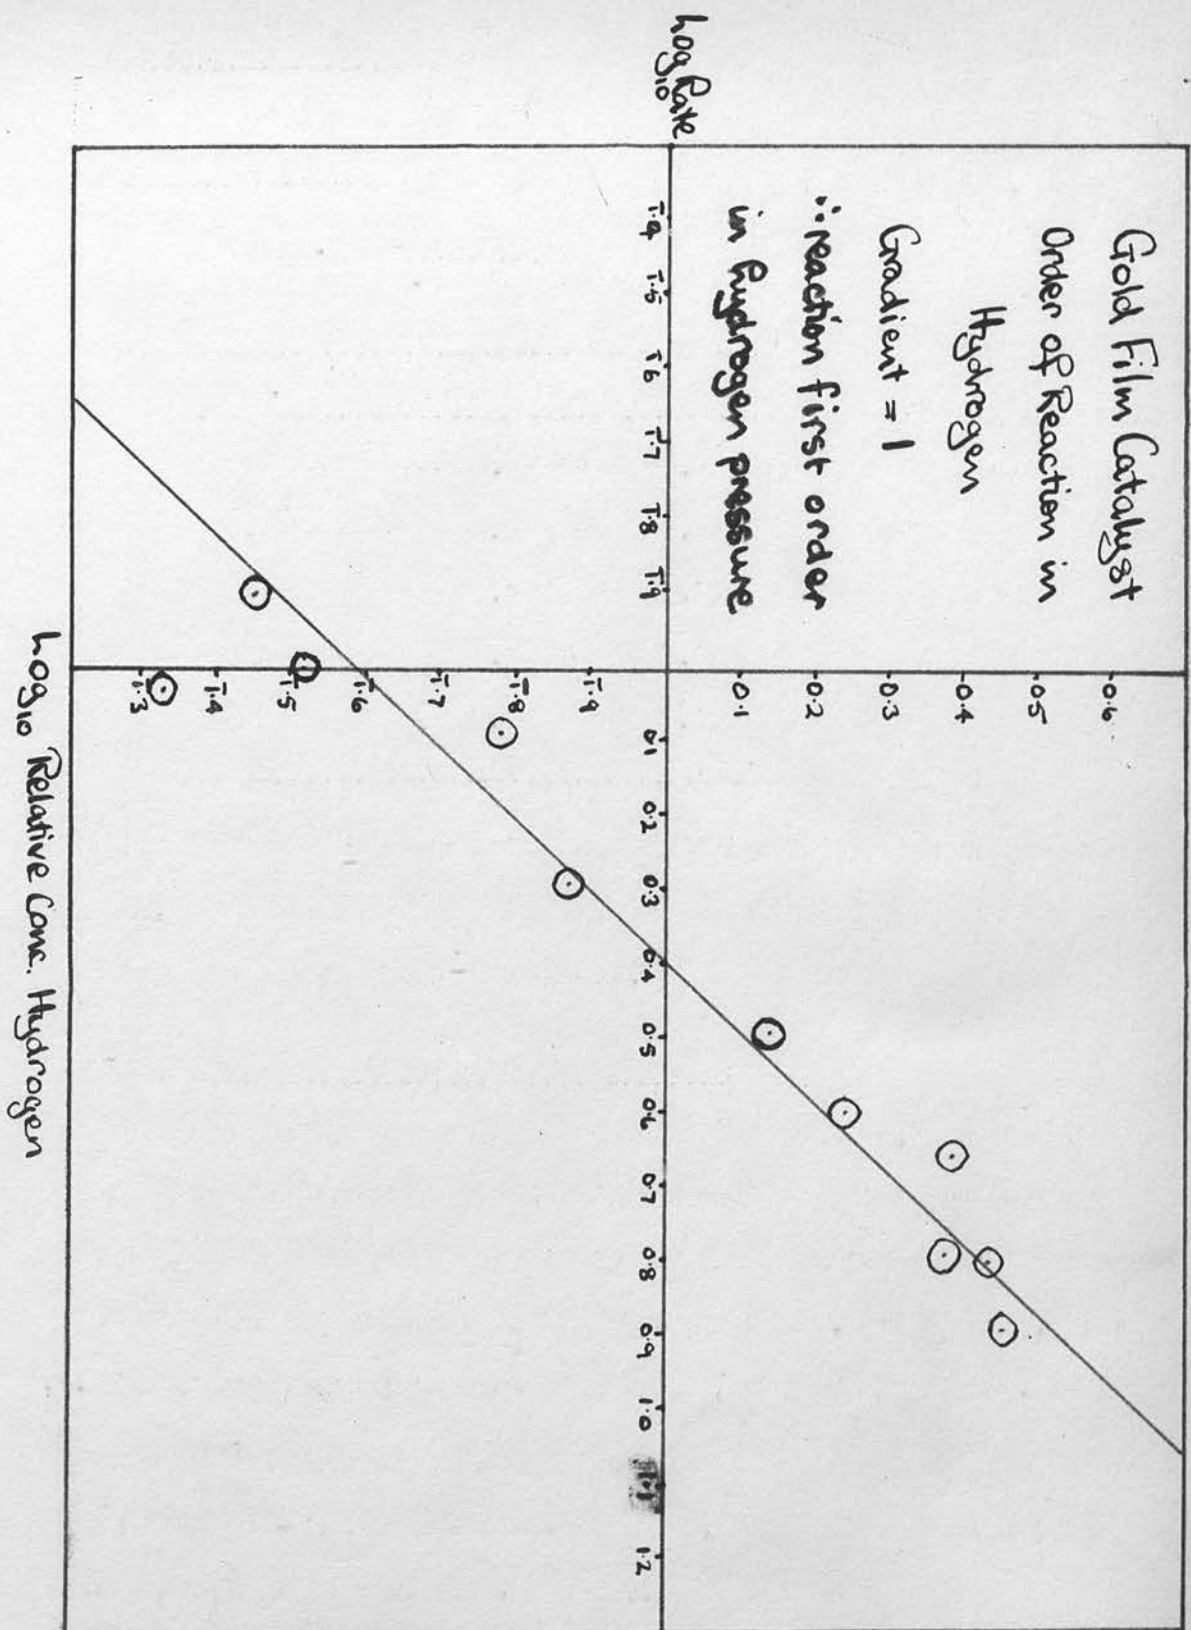 Log₁₀ Rate
Gold Film Catalyst
Order of Reaction in
Hydrogen
Gradient = 1
∴ reaction first order
in hydrogen pressure
0.6
0.5
0.4
0.3
0.2
0.1
1̄.4 1̄.5 1̄.6 1̄.7 1̄.8 1̄.9 0.1 0.2 0.3 0.4 0.5 0.6 0.7 0.8 0.9 1.0 1.1 1.2
1̄.9
1̄.8
1̄.7
1̄.6
1̄.5
1̄.4
1̄.3
Log₁₀ Relative Conc. Hydrogen